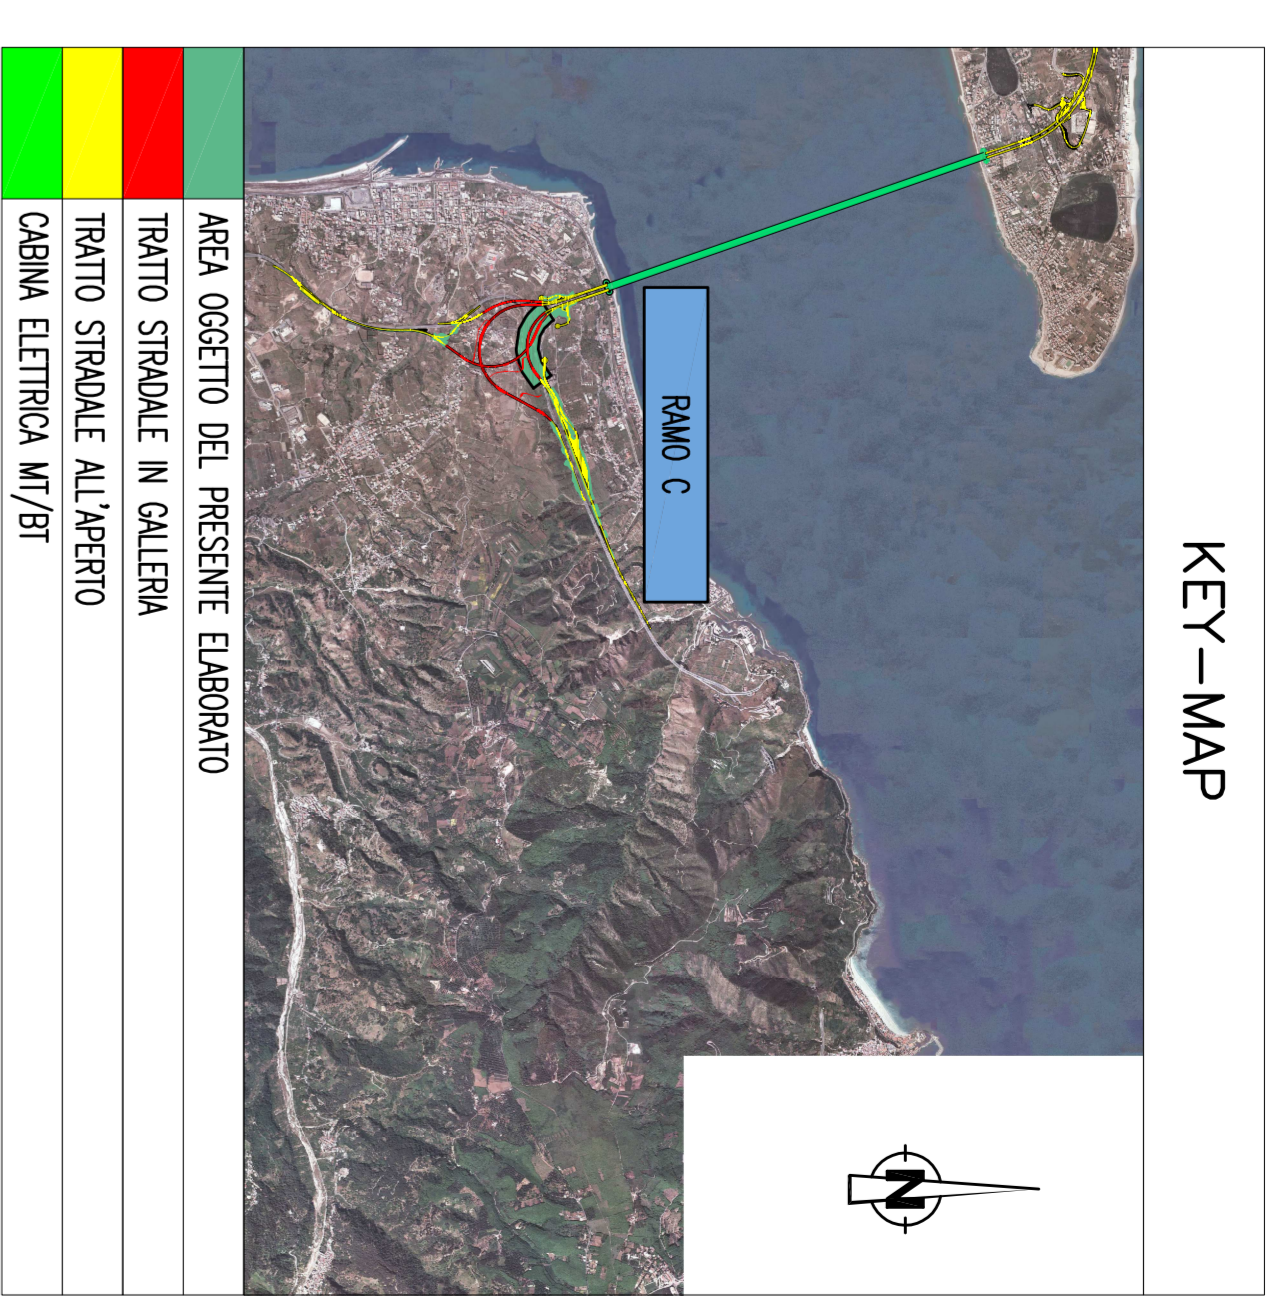 KEY-MAP
RAMO C
N
AREA OGGETTO DEL PRESENTE ELABORATO
TRATTO STRADALE IN GALLERIA
TRATTO STRADALE ALL'APERTO
CABINA ELETTRICA MT/BT